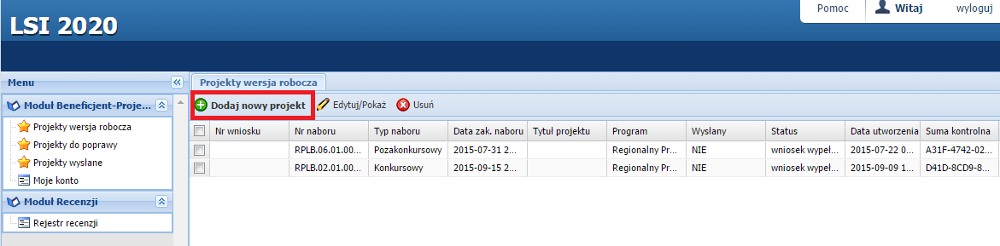 Pomoc Witaj wyloguj
LSI 2020
Menu
Projekty wersja robocza
Moduł Beneficjent-Proje...
Projekty wersja robocza
Projekty do poprawy
Projekty wysłane
Moje konto
Moduł Recenzji
Rejestr recenzji
Dodaj nowy projekt Edytuj/Pokaż Usuń
Nr wniosku Nr naboru Typ naboru Data zak. naboru Tytuł projektu Program Wysłany Status Data utworzenia Suma kontrolna
RPLB.06.01.00... Pozakonkursowy 2015-07-31 2... Regionalny Pr... NIE wniosek wypeł... 2015-07-22 0... A31F-4742-02...
RPLB.02.01.00... Konkursowy 2015-09-15 2... Regionalny Pr... NIE wniosek wypeł... 2015-09-09 1... D41D-8CD9-8...